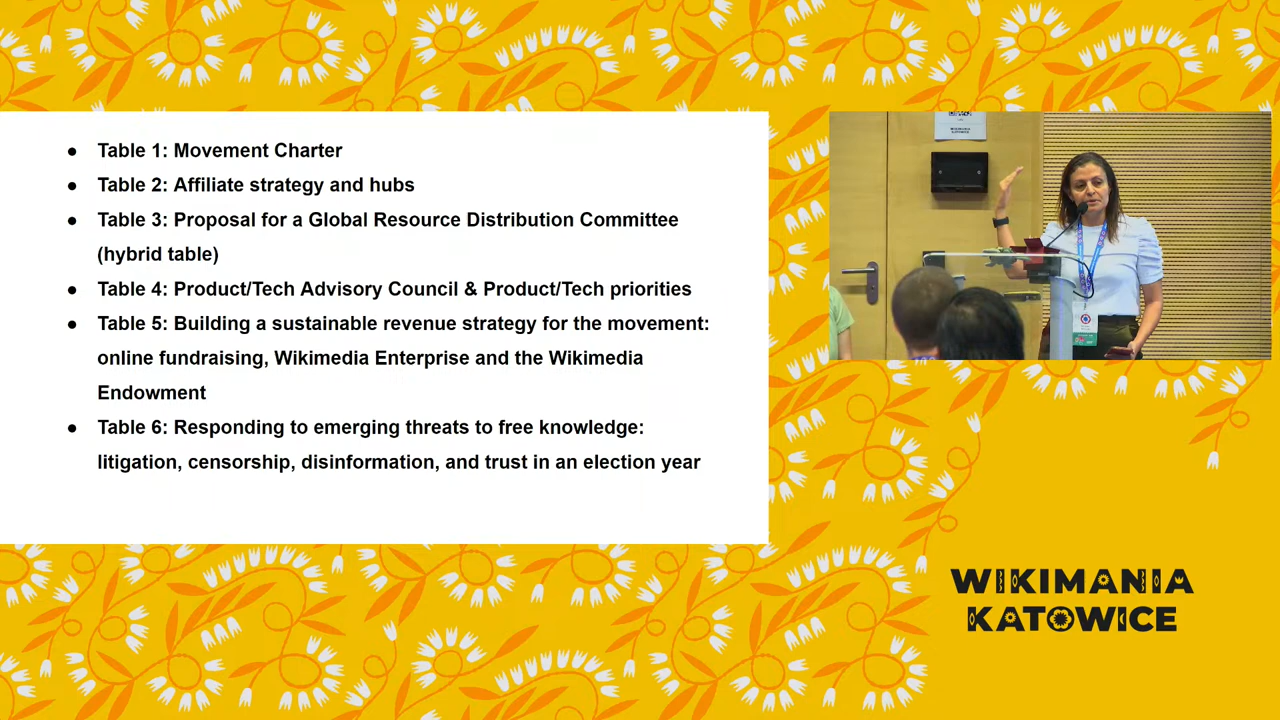 ● Table 1: Movement Charter
● Table 2: Affiliate strategy and hubs
● Table 3: Proposal for a Global Resource Distribution Committee
(hybrid table)
● Table 4: Product/Tech Advisory Council & Product/Tech priorities
● Table 5: Building a sustainable revenue strategy for the movement:
online fundraising, Wikimedia Enterprise and the Wikimedia
Endowment
● Table 6: Responding to emerging threats to free knowledge:
litigation, censorship, disinformation, and trust in an election year
WIKIMANIA
KATOWICE
WIKIMANIA
KATOWICE